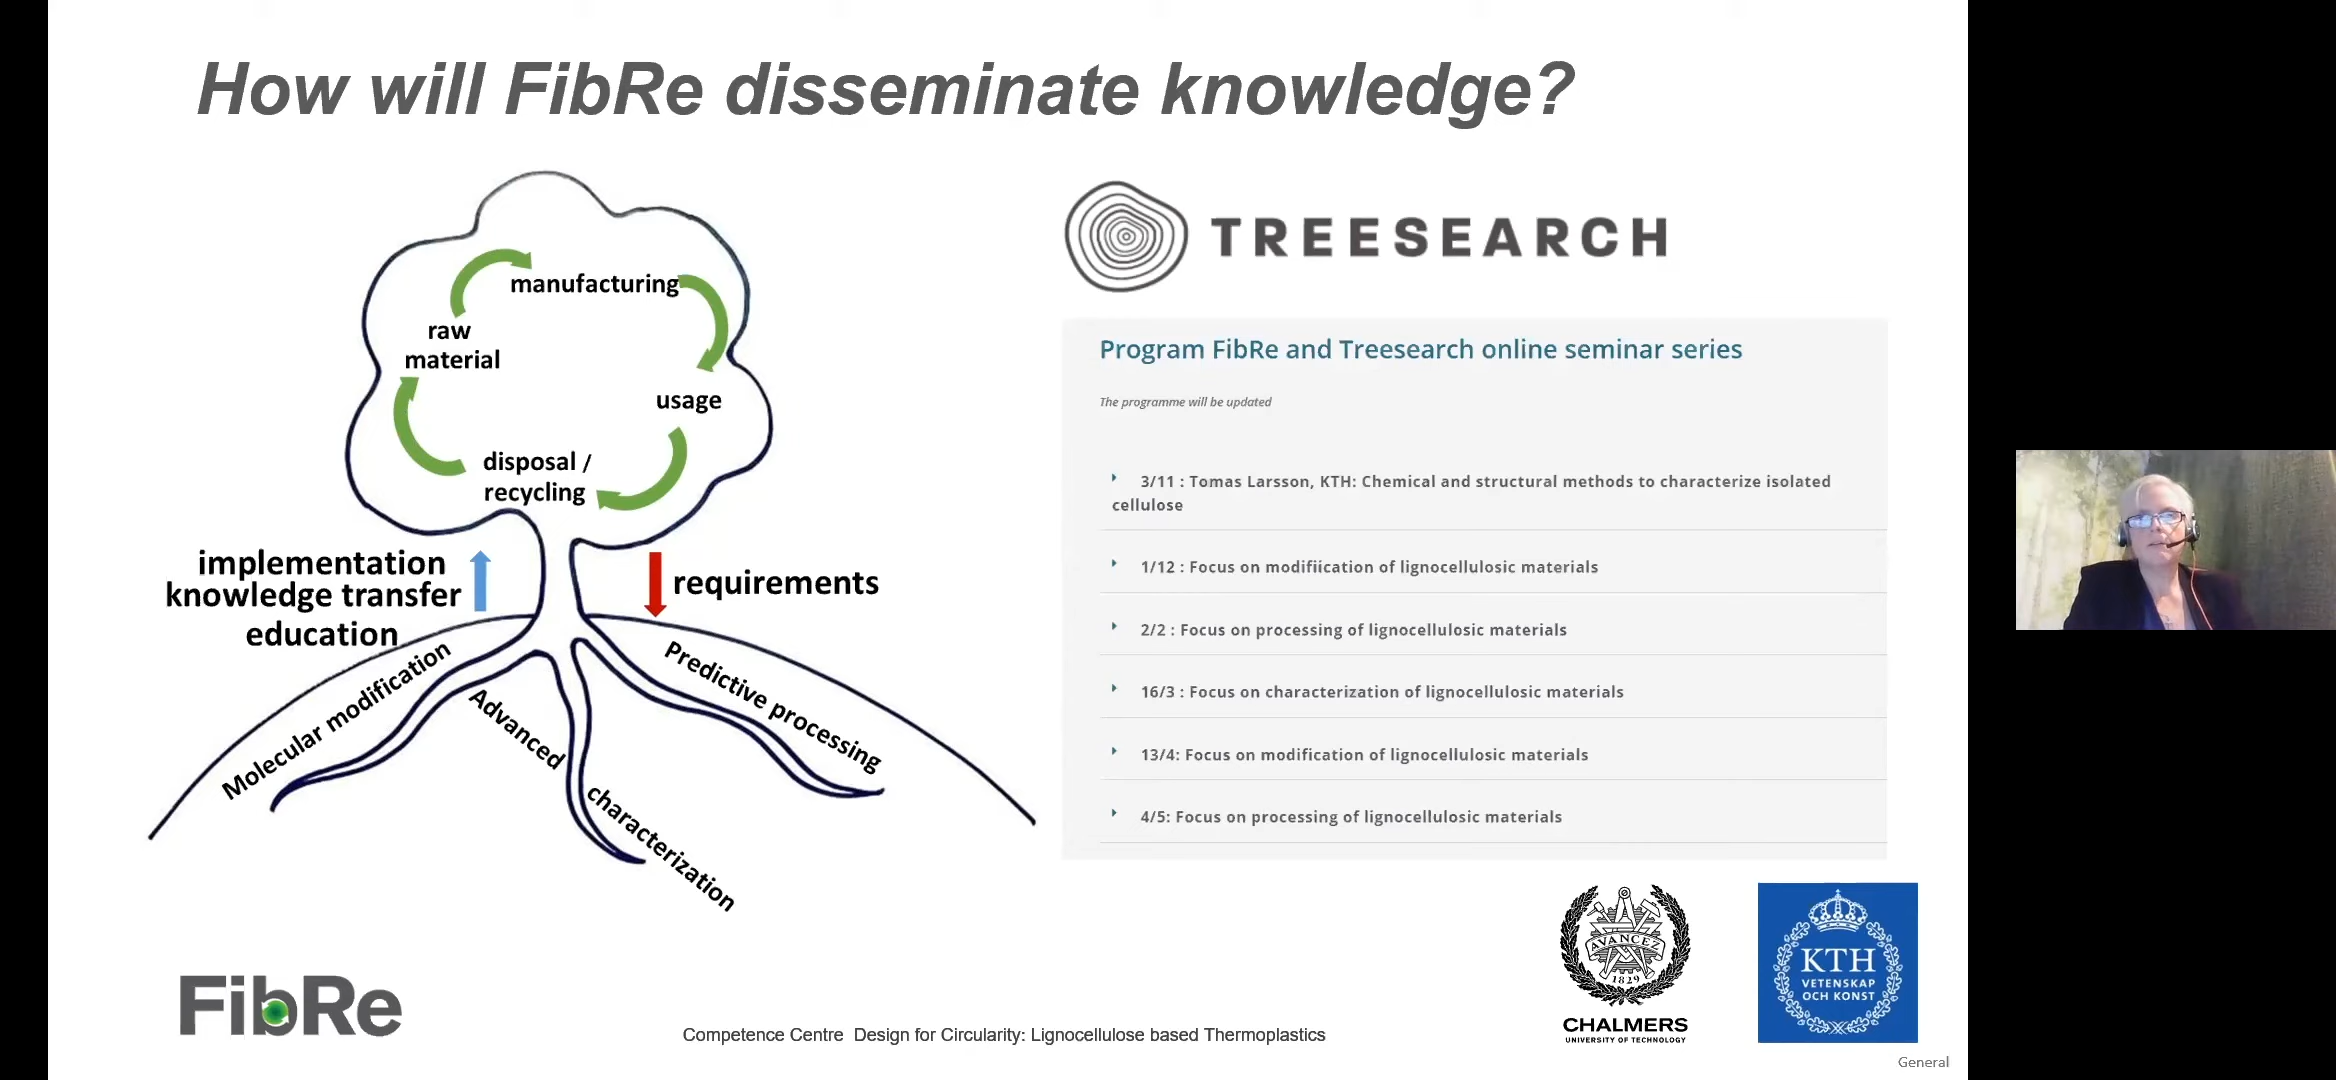 How will FibRe disseminate knowledge?
manufacturing
raw
material
usage
disposal /
recycling
implementation
knowledge transfer
education
requirements
Molecular modification
Advanced
characterization
Predictive processing
TREESEARCH
Program FibRe and Treesearch online seminar series
The programme will be updated
3/11 : Tomas Larsson, KTH: Chemical and structural methods to characterize isolated
cellulose
1/12 : Focus on modifiication of lignocellulosic materials
2/2 : Focus on processing of lignocellulosic materials
16/3 : Focus on characterization of lignocellulosic materials
13/4: Focus on modification of lignocellulosic materials
4/5: Focus on processing of lignocellulosic materials
FibRe
Competence Centre  Design for Circularity: Lignocellulose based Thermoplastics
AVANCEZ
1829
CHALMERS
UNIVERSITY OF TECHNOLOGY
KTH
VETENSKAP
OCH KONST
General